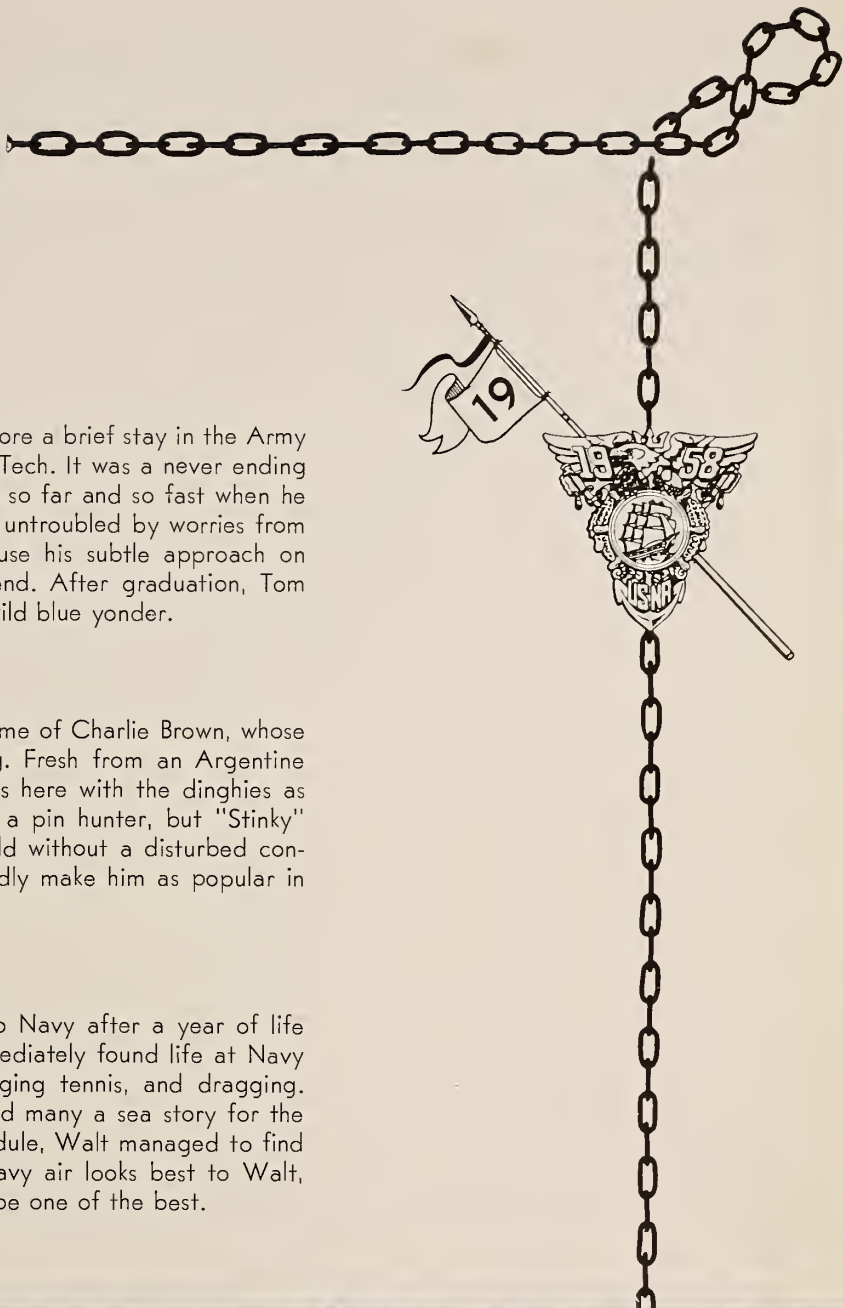 19
19 58
USNA
ore a brief stay in the Army
Tech. It was a never ending
so far and so fast when he
untroubled by worries from
use his subtle approach on
end. After graduation, Tom
ild blue yonder.
me of Charlie Brown, whose
g. Fresh from an Argentine
s here with the dinghies as
a pin hunter, but "Stinky"
ld without a disturbed con-
dly make him as popular in
o Navy after a year of life
ediately found life at Navy
ging tennis, and dragging.
d many a sea story for the
dule, Walt managed to find
avy air looks best to Walt,
be one of the best.